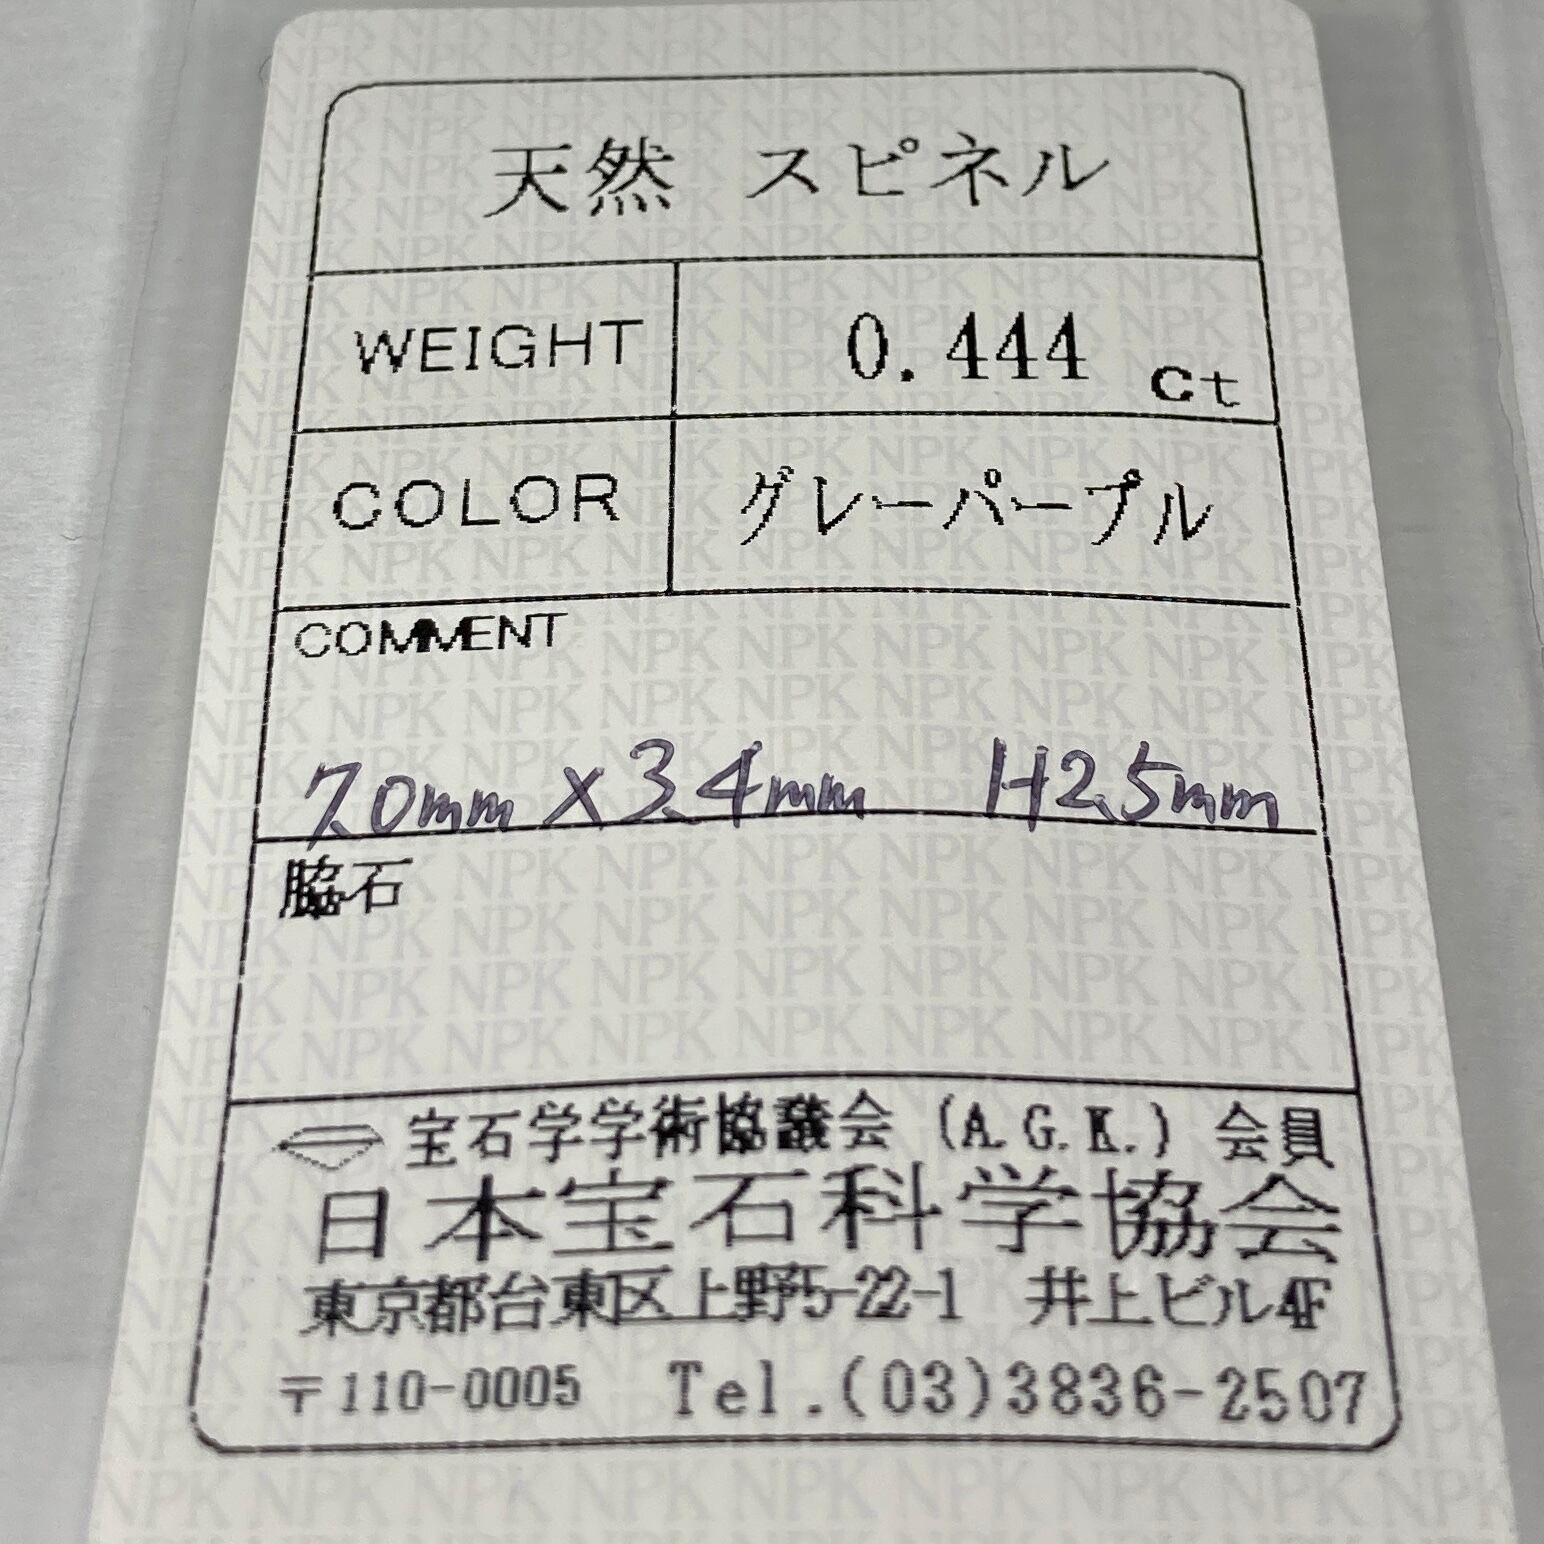 天然 スピネル
WEIGHT 0.444 ct
COLOR グレーパープル
COMMENT
7.0mm×3.4mm H2.5mm
脇石
宝石学学術協議会 (A.G.K.) 会員
日本宝石科学協会
東京都台東区上野5-22-1 井上ビル4F
〒110-0005 Tel.(03)3836-2507